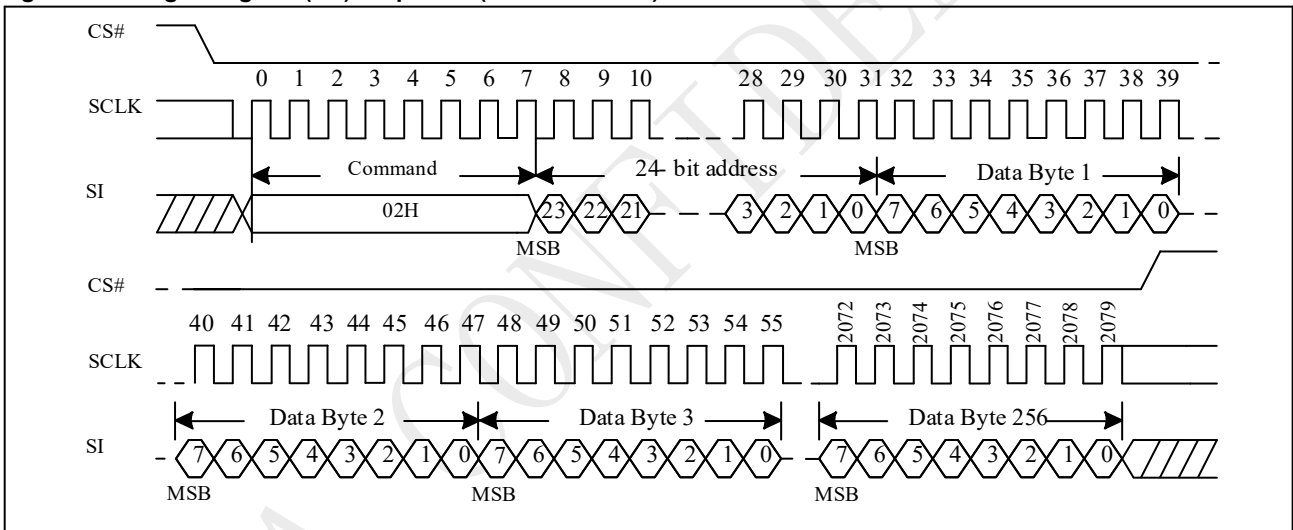 CS#
0 1 2 3 4 5 6 7 8 9 10 28 29 30 31 32 33 34 35 36 37 38 39
SCLK
Command 24- bit address Data Byte 1
SI
02H 23 22 21 3 2 1 0 7 6 5 4 3 2 1 0
MSB MSB
CS#
40 41 42 43 44 45 46 47 48 49 50 51 52 53 54 55 2072 2073 2074 2075 2076 2077 2078 2079
SCLK
Data Byte 2 Data Byte 3 Data Byte 256
SI
7 6 5 4 3 2 1 0 7 6 5 4 3 2 1 0 7 6 5 4 3 2 1 0
MSB MSB MSB